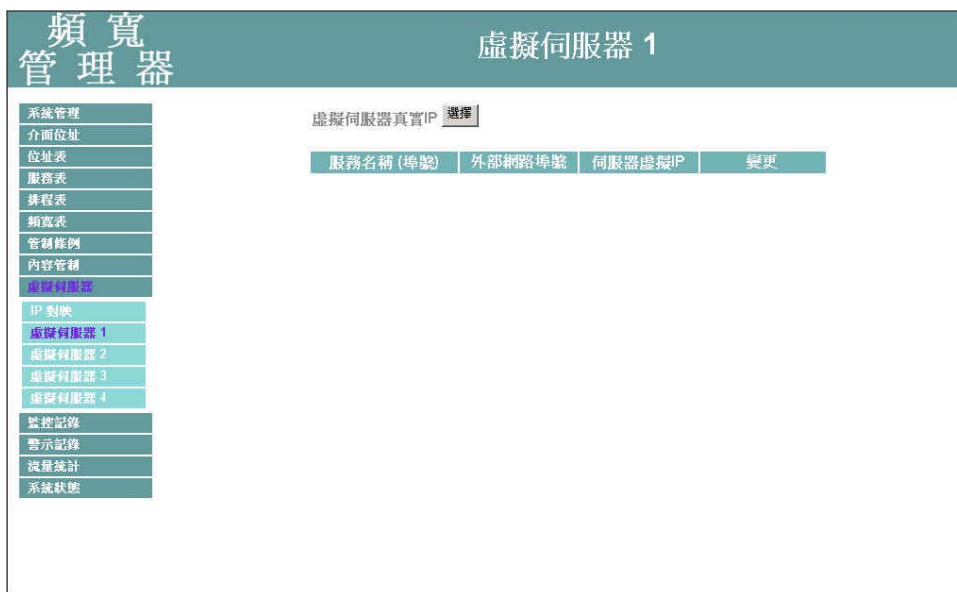 頻寬
管理器
虛擬伺服器 1
系統管理
介面位址
位址表
服務表
排程表
頻寬表
管制條例
內容管制
虛擬伺服器
IP 對映
虛擬伺服器 1
虛擬伺服器 2
虛擬伺服器 3
虛擬伺服器 4
監控記錄
警示記錄
流量統計
系統狀態
虛擬伺服器真實IP 選擇
服務名稱 (埠號) 外部網路埠號 伺服器虛擬IP 變更